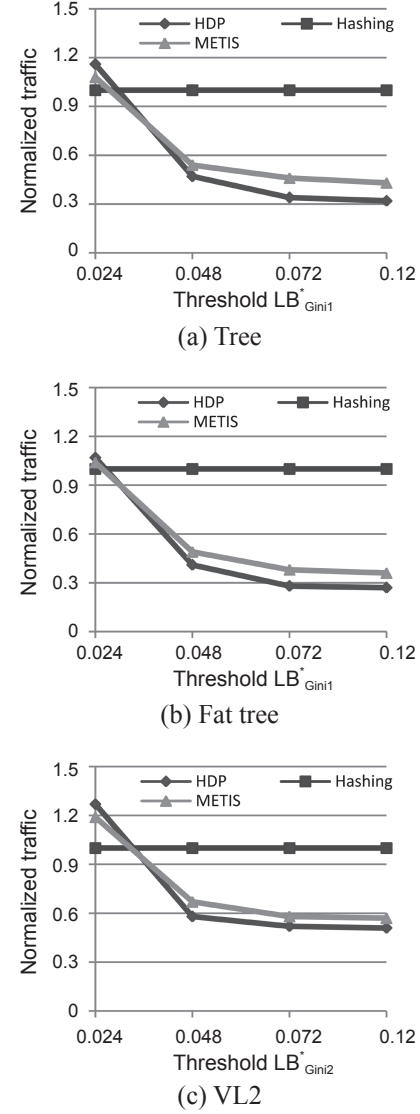 1.5
HDP Hashing
METIS
1.2
0.9
0.6
0.3
0
Normalized traffic
0.024 0.048 0.072 0.12
Threshold LB*Gini1
(a) Tree
1.5
HDP Hashing
METIS
1.2
0.9
0.6
0.3
0
Normalized traffic
0.024 0.048 0.072 0.12
Threshold LB*Gini1
(b) Fat tree
1.5
HDP Hashing
METIS
1.2
0.9
0.6
0.3
0
Normalized traffic
0.024 0.048 0.072 0.12
Threshold LB*Gini2
(c) VL2